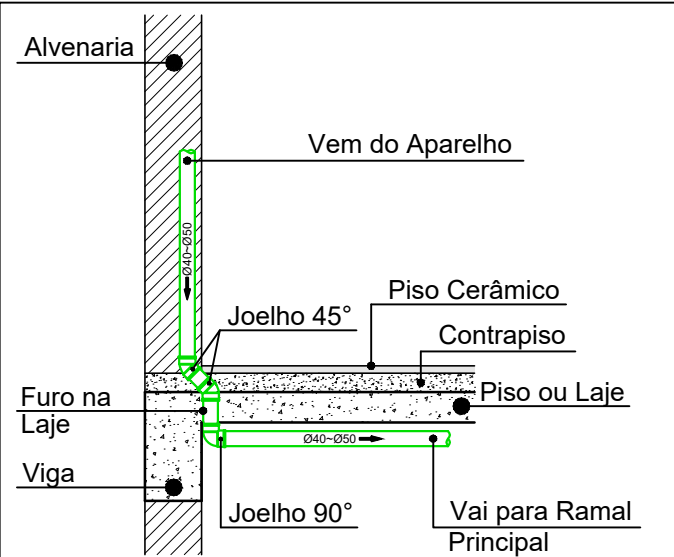 Alvenaria
Vem do Aparelho
Ø40~Ø50
Piso Cerâmico
Joelho 45°
Contrapiso
Piso ou Laje
Furo na
Laje
Ø40~Ø50
Viga
Joelho 90°
Vai para Ramal
Principal